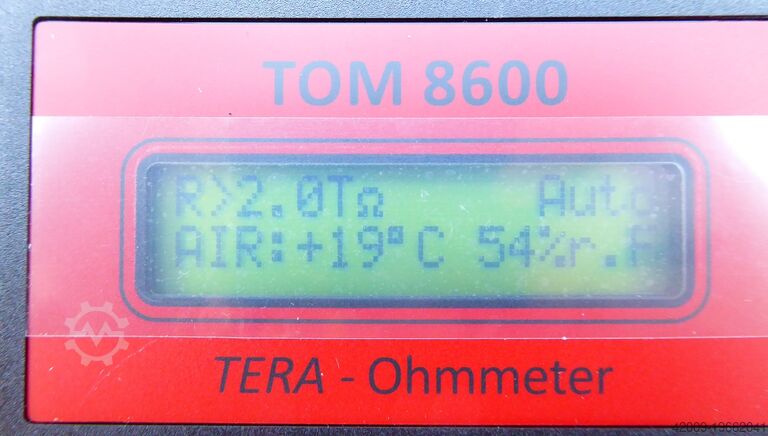 TOM 8600
R>2.0TΩ Auto
AIR:+19°C 54%r.F
TERA - Ohmmeter